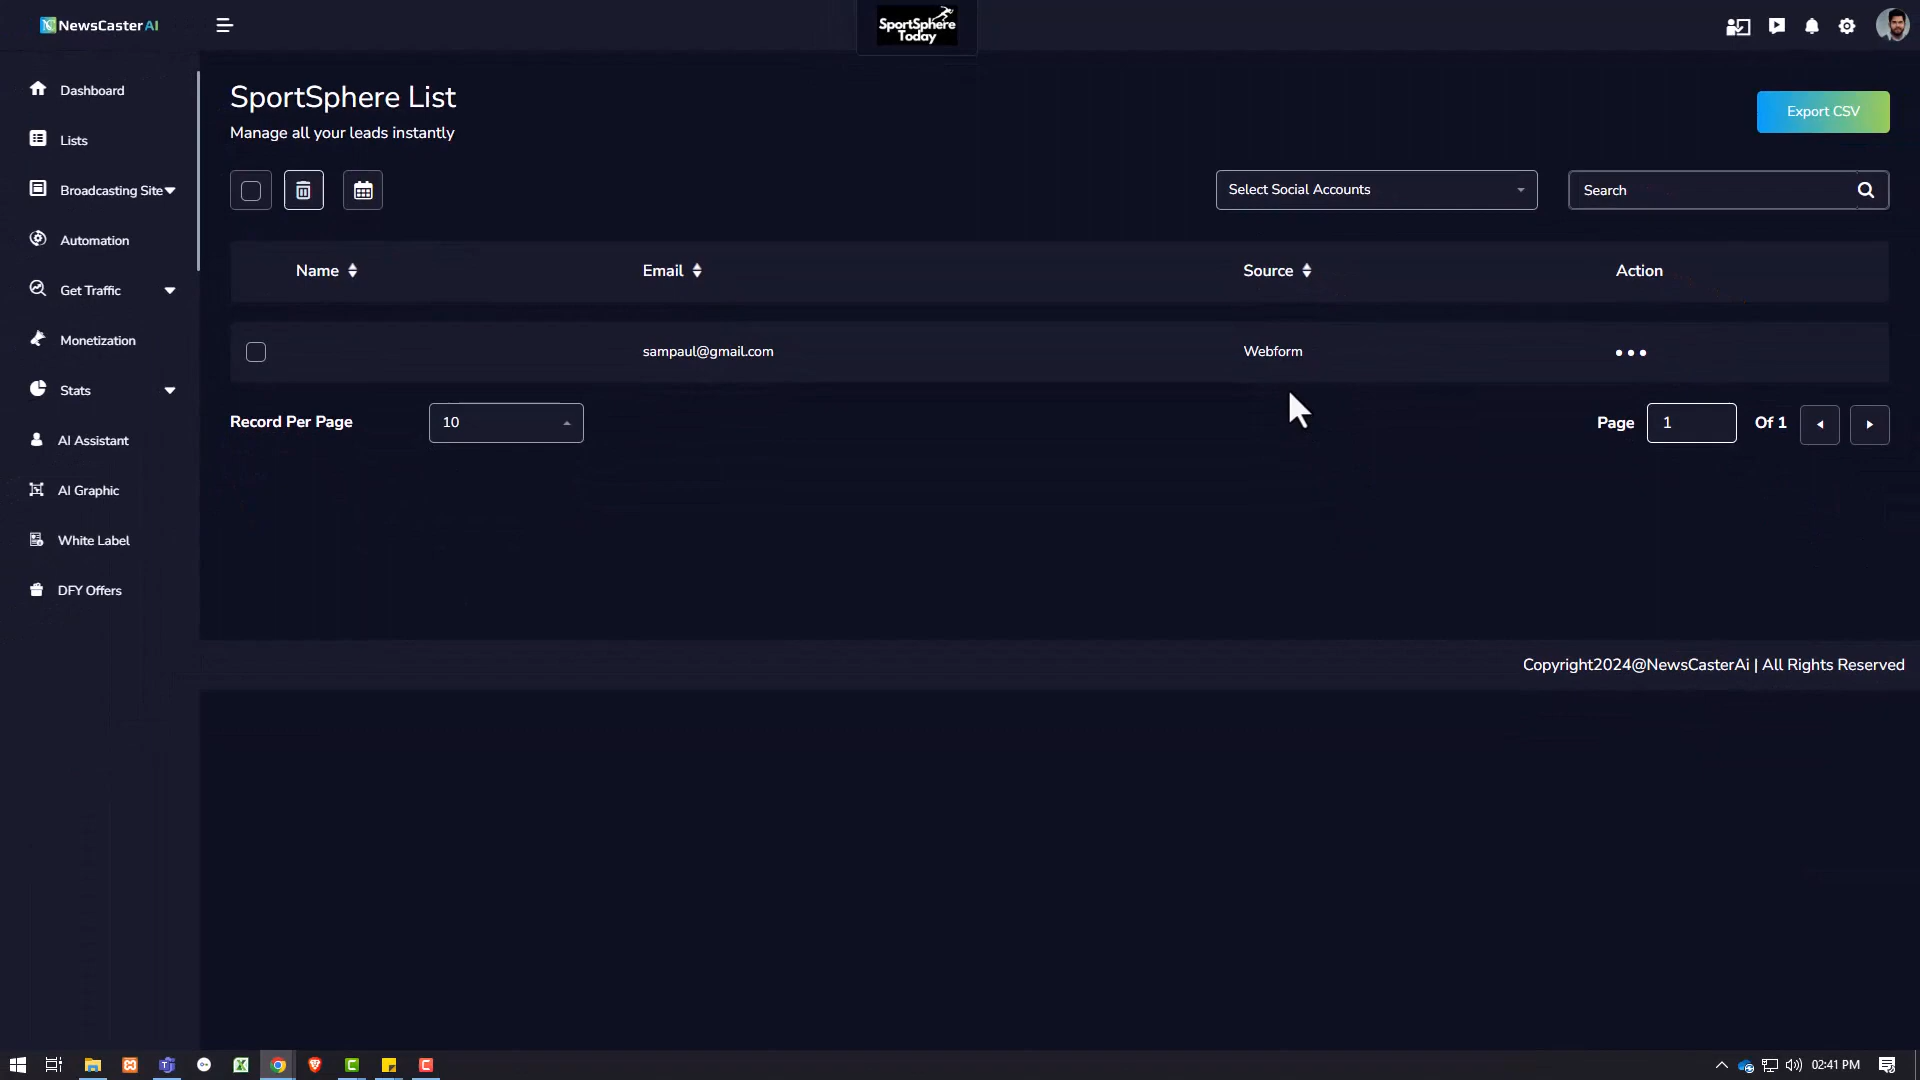 NewsCaster AI
SportSphere
Today
Dashboard
Lists
Broadcasting Site
Automation
Get Traffic
Monetization
Stats
AI Assistant
AI Graphic
White Label
DFY Offers
SportSphere List
Manage all your leads instantly
Export CSV
Select Social Accounts
Search
Name Email Source Action
sampaul@gmail.com Webform
Record Per Page 10 Page 1 Of 1
Copyright2024@NewsCasterAi | All Rights Reserved
02:41 PM